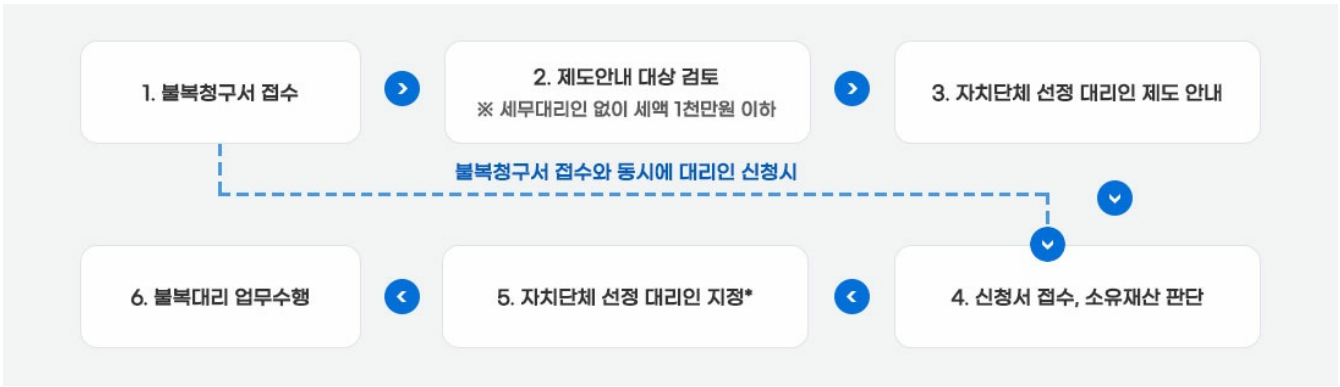 1. 불복청구서 접수
2. 제도안내 대상 검토
※ 세무대리인 없이 세액 1천만원 이하
3. 자치단체 선정 대리인 제도 안내
불복청구서 접수와 동시에 대리인 신청시
4. 신청서 접수, 소유재산 판단
5. 자치단체 선정 대리인 지정*
6. 불복대리 업무수행